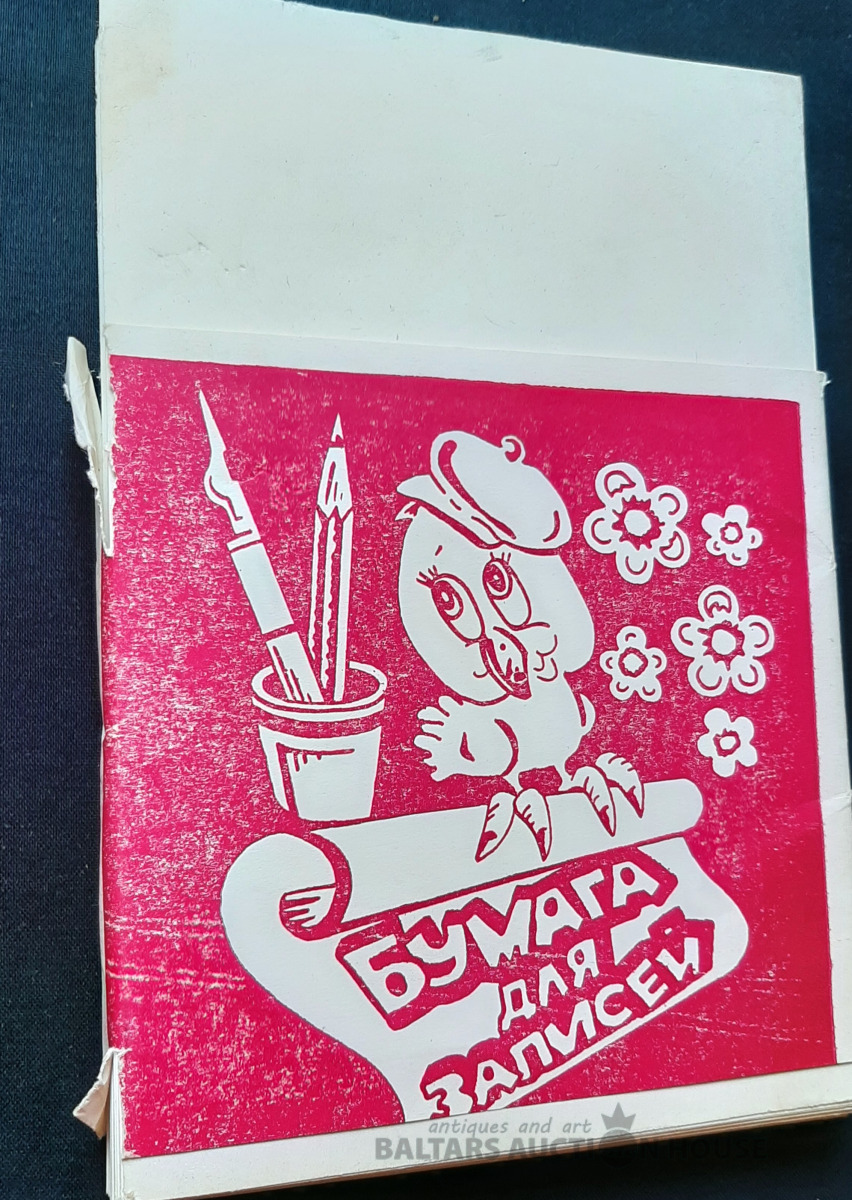 БУМАГА
ДЛЯ
ЗАПИСЕЙ
antiques and art
BALTARS AUCTION HOUSE